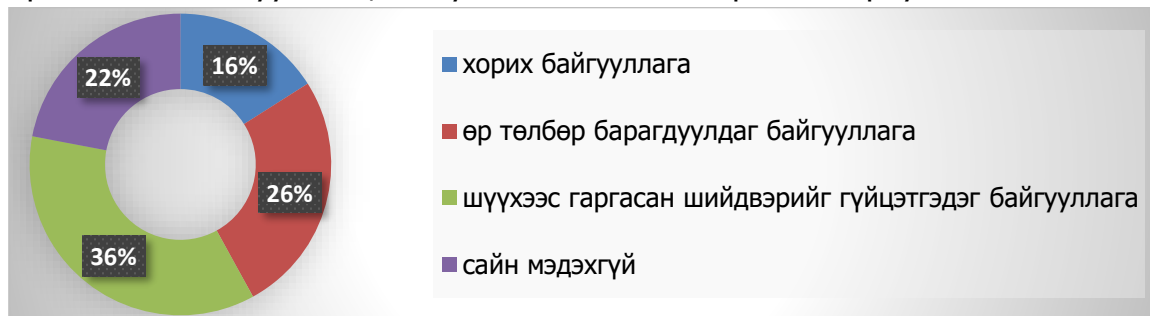 16%
22%
26%
36%
хорих байгууллага
өр төлбөр барагдуулдаг байгууллага
шүүхээс гаргасан шийдвэрийг гүйцэтгэдэг байгууллага
сайн мэдэхгүй